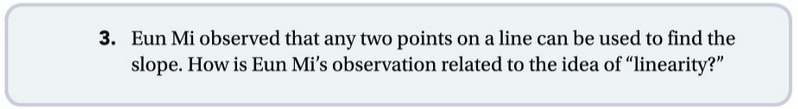 3. Eun Mi observed that any two points on a line can be used to find the
slope. How is Eun Mi’s observation related to the idea of “linearity?”